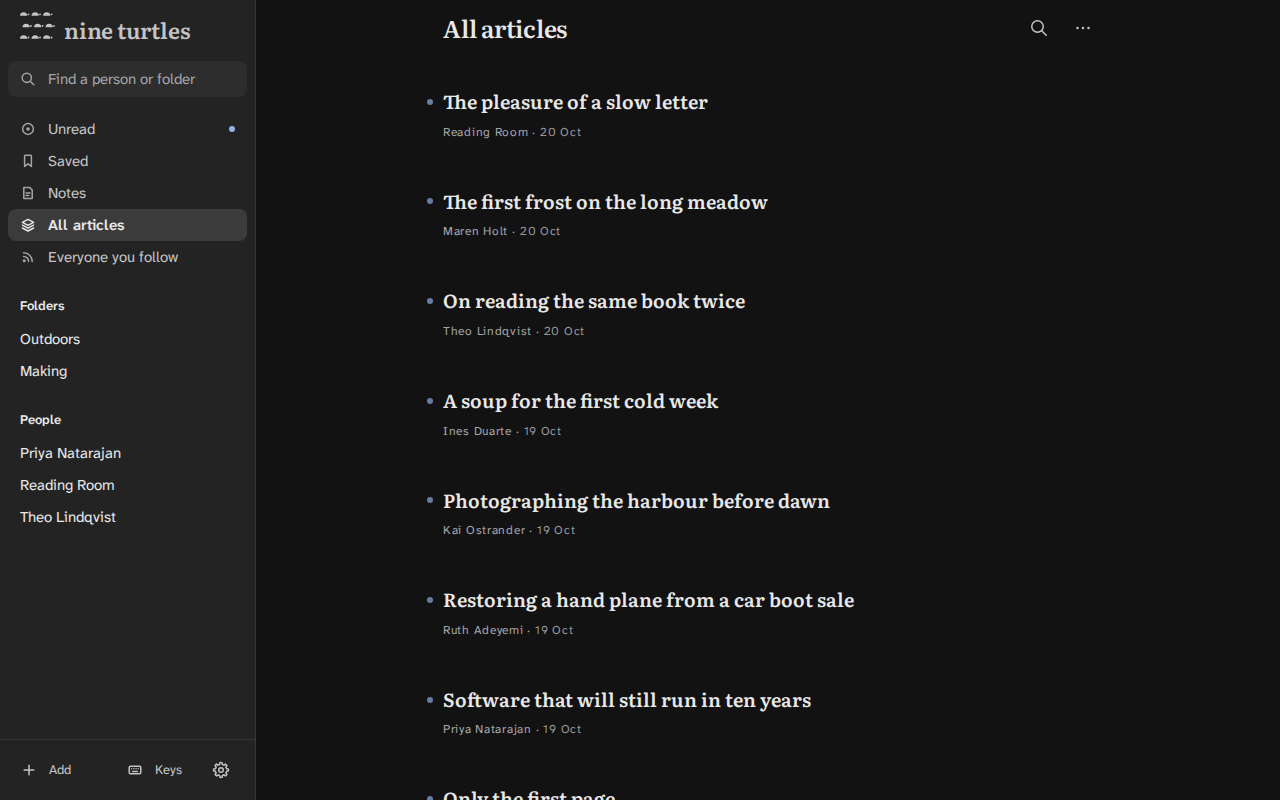 nine turtles
Find a person or folder
Unread
Saved
Notes
All articles
Everyone you follow
Folders
Outdoors
Making
People
Priya Natarajan
Reading Room
Theo Lindqvist
Add
Keys
All articles
The pleasure of a slow letter
Reading Room · 20 Oct
The first frost on the long meadow
Maren Holt · 20 Oct
On reading the same book twice
Theo Lindqvist · 20 Oct
A soup for the first cold week
Ines Duarte · 19 Oct
Photographing the harbour before dawn
Kai Ostrander · 19 Oct
Restoring a hand plane from a car boot sale
Ruth Adeyemi · 19 Oct
Software that will still run in ten years
Priya Natarajan · 19 Oct
Only the first page